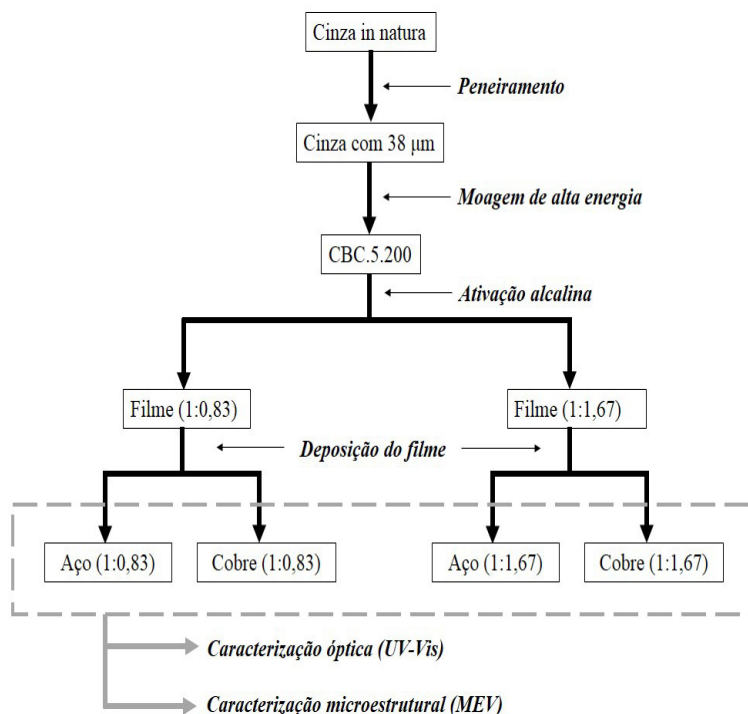 Cinza in natura
Peneiramento
Cinza com 38 μm
Moagem de alta energia
CBC.5.200
Ativação alcalina
Filme (1:0,83)
Filme (1:1,67)
Deposição do filme
Aço (1:0,83)
Cobre (1:0,83)
Aço (1:1,67)
Cobre (1:1,67)
Caracterização óptica (UV-Vis)
Caracterização microestrutural (MEV)